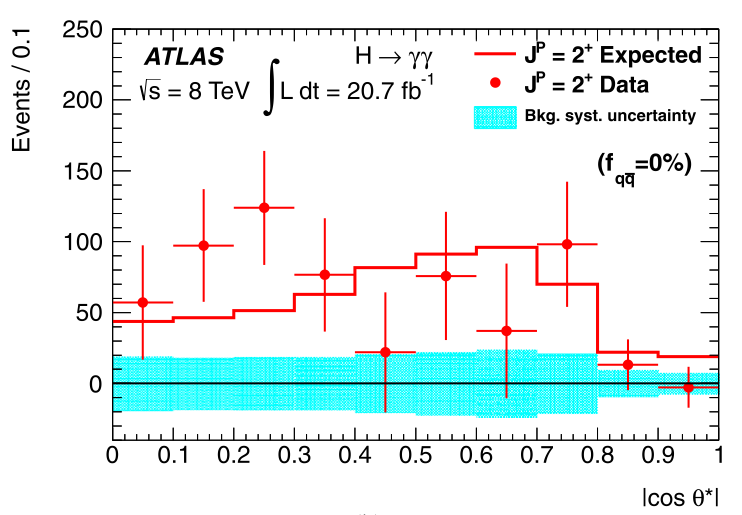 Events / 0.1
250
200
150
100
50
0
ATLAS
H → γγ
√s = 8 TeV ∫L dt = 20.7 fb⁻¹
Jᴾ = 2⁺ Expected
Jᴾ = 2⁺ Data
Bkg. syst. uncertainty
(f_qq̅=0%)
0 0.1 0.2 0.3 0.4 0.5 0.6 0.7 0.8 0.9 1
|cos θ*|